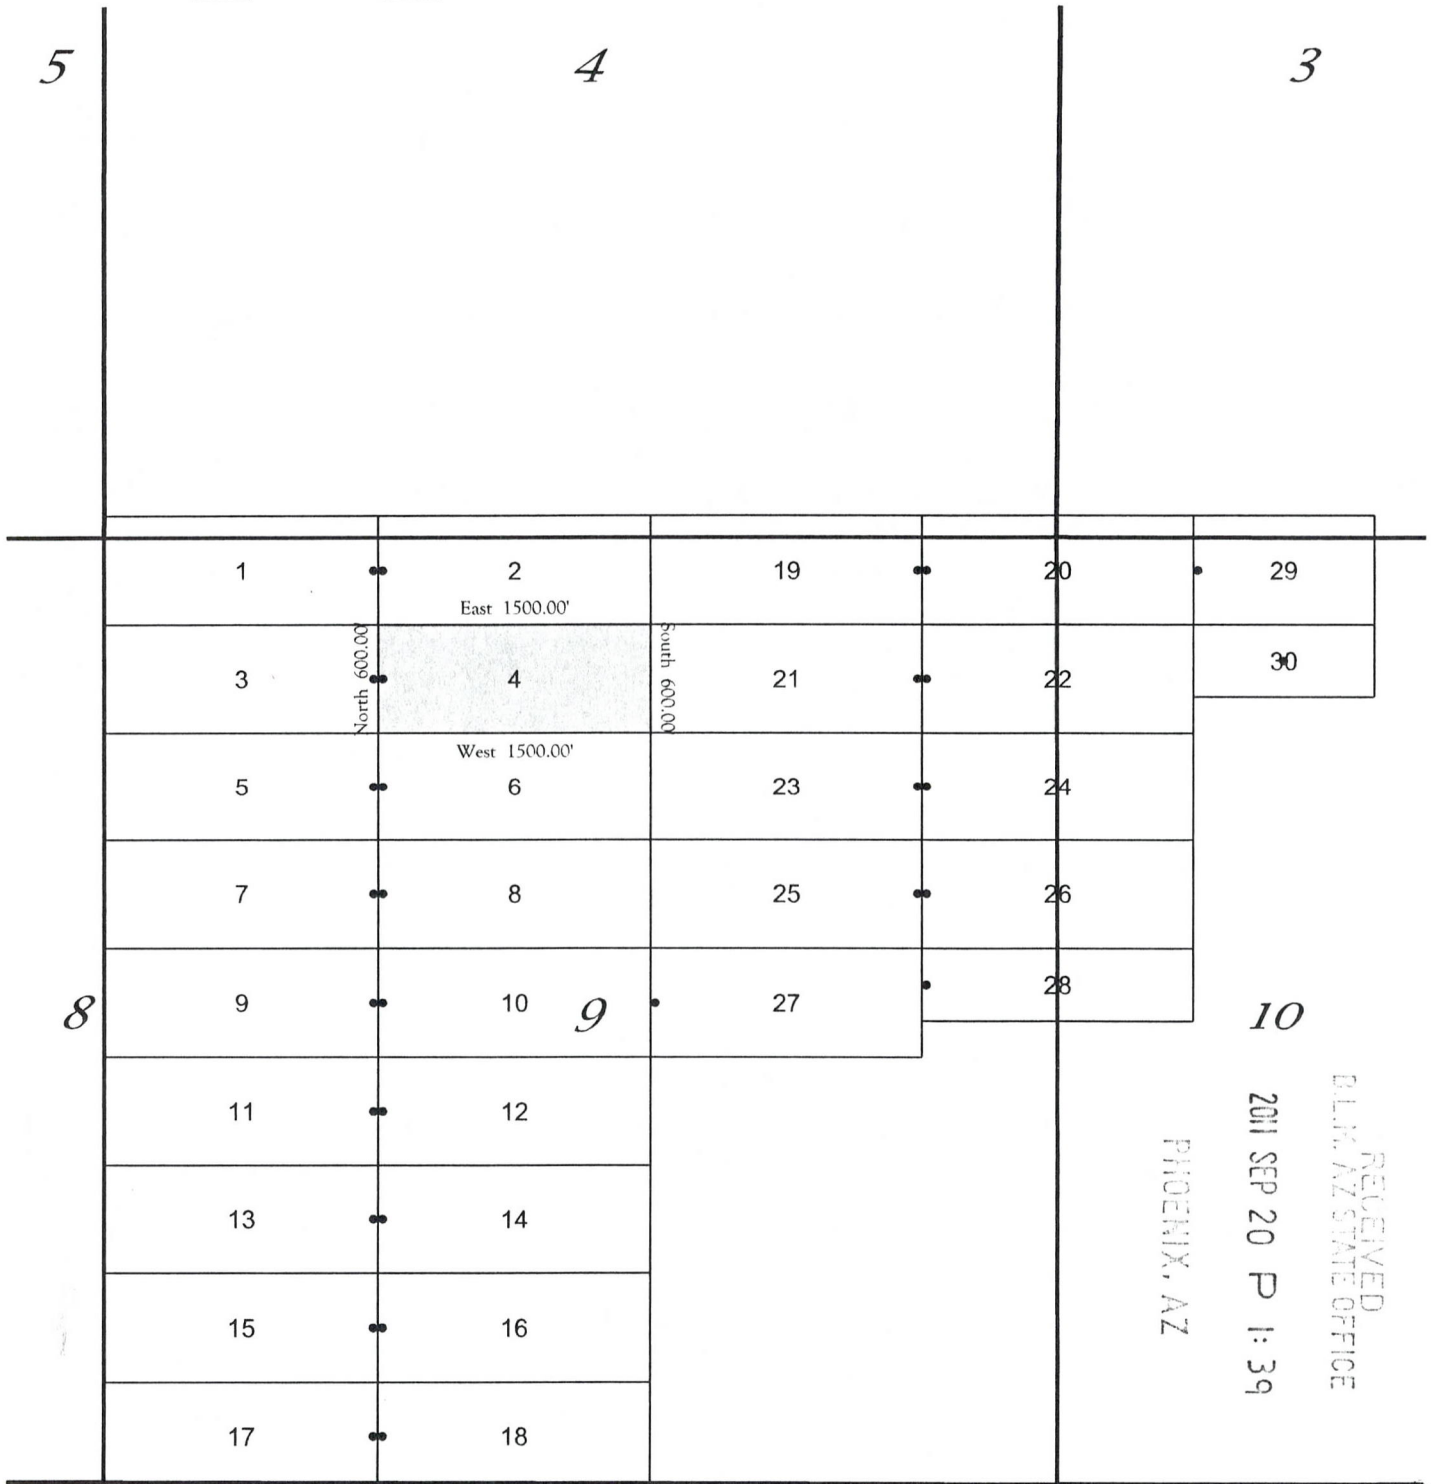 5 4 3
1 2 19 20 29
East 1500.00'
North 600.00'
South 600.00'
3 4 21 22 30
West 1500.00'
5 6 23 24
7 8 25 26
8 9 10 9 27 28 10
11 12
13 14
15 16
17 18
RECEIVED
B.L.M. AZ STATE OFFICE
2011 SEP 20 P 1:39
PHOENIX, AZ